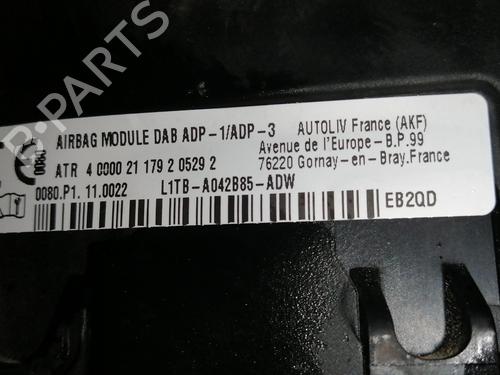 B-PARTS
AIRBAG MODULE DAB ADP-1/ADP-3 AUTOLIV France (AKF)
Avenue de l'Europe-B.P.99
ATR 4 0000 21 179 2 0529 2 76220 Gornay-en-Bray.France
0080.P1. 11.0022 L1TB-A042B85-ADW
EB2QD